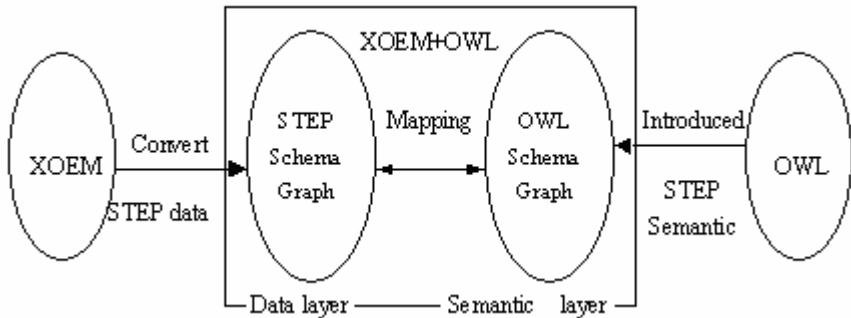 XOEM+OWL
XOEM
Convert
STEP data
STEP
Schema
Graph
Mapping
OWL
Schema
Graph
Introduced
STEP
Semantic
OWL
Data layer
Semantic layer